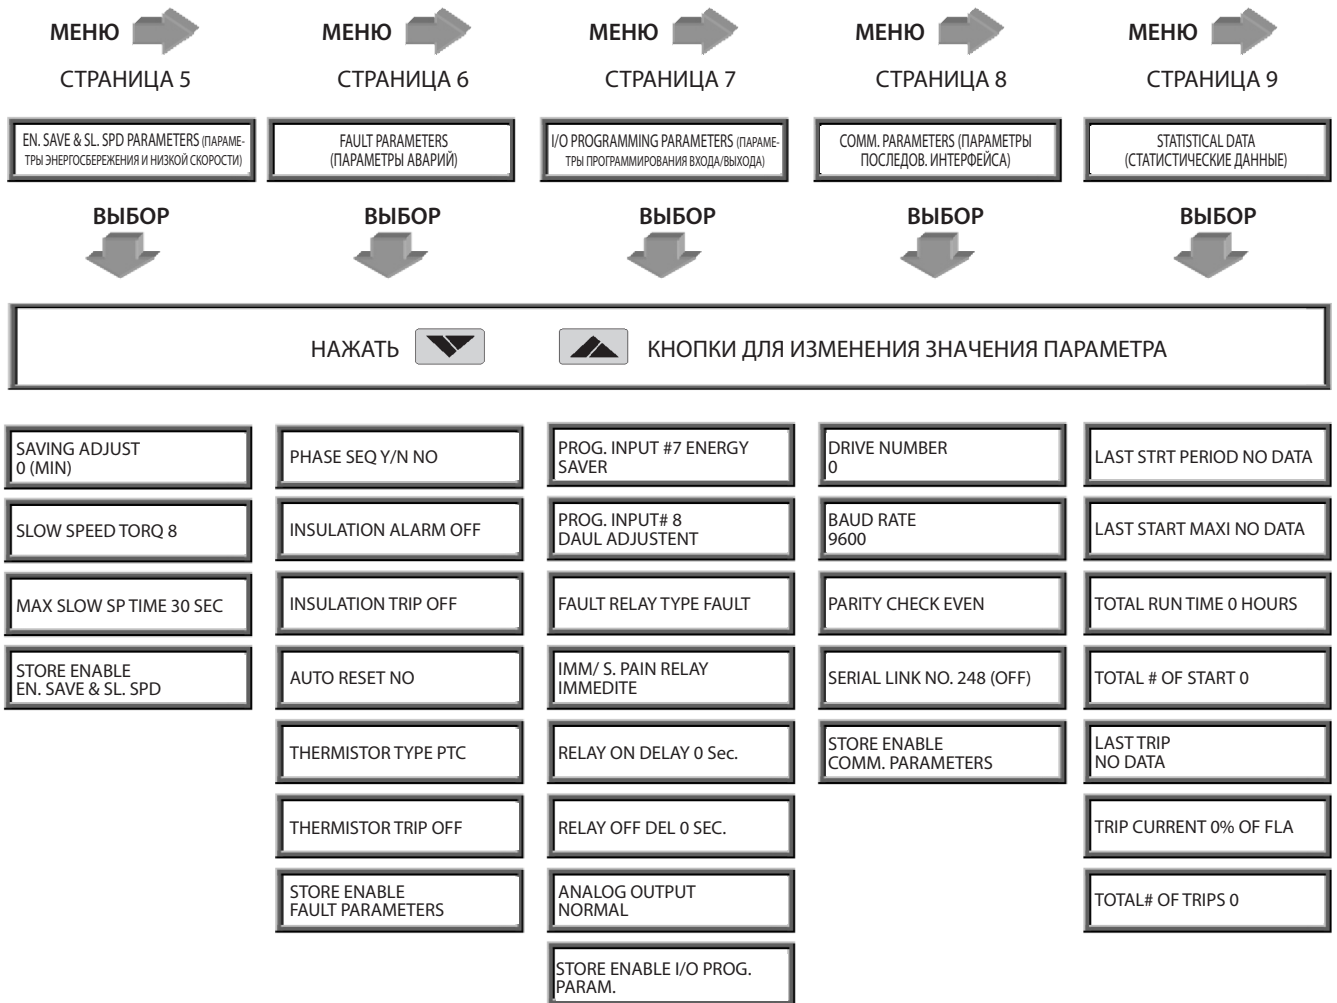 МЕНЮ
МЕНЮ
МЕНЮ
МЕНЮ
МЕНЮ
СТРАНИЦА 5
СТРАНИЦА 6
СТРАНИЦА 7
СТРАНИЦА 8
СТРАНИЦА 9
EN. SAVE & SL. SPD PARAMETERS (ПАРАМЕ-
ТРЫ ЭНЕРГОСБЕРЕЖЕНИЯ И НИЗКОЙ СКОРОСТИ)
FAULT PARAMETERS
(ПАРАМЕТРЫ АВАРИЙ)
I/O PROGRAMMING PARAMETERS (ПАРАМЕ-
ТРЫ ПРОГРАММИРОВАНИЯ ВХОДА/ВЫХОДА)
COMM. PARAMETERS (ПАРАМЕТРЫ
ПОСЛЕДОВ. ИНТЕРФЕЙСА)
STATISTICAL DATA
(СТАТИСТИЧЕСКИЕ ДАННЫЕ)
ВЫБОР
ВЫБОР
ВЫБОР
ВЫБОР
ВЫБОР
НАЖАТЬ КНОПКИ ДЛЯ ИЗМЕНЕНИЯ ЗНАЧЕНИЯ ПАРАМЕТРА
SAVING ADJUST
0 (MIN)
SLOW SPEED TORQ 8
MAX SLOW SP TIME 30 SEC
STORE ENABLE
EN. SAVE & SL. SPD
PHASE SEQ Y/N NO
INSULATION ALARM OFF
INSULATION TRIP OFF
AUTO RESET NO
THERMISTOR TYPE PTC
THERMISTOR TRIP OFF
STORE ENABLE
FAULT PARAMETERS
PROG. INPUT #7 ENERGY
SAVER
PROG. INPUT# 8
DAUL ADJUSTENT
FAULT RELAY TYPE FAULT
IMM/ S. PAIN RELAY
IMMEDITE
RELAY ON DELAY 0 Sec.
RELAY OFF DEL 0 SEC.
ANALOG OUTPUT
NORMAL
STORE ENABLE I/O PROG.
PARAM.
DRIVE NUMBER
0
BAUD RATE
9600
PARITY CHECK EVEN
SERIAL LINK NO. 248 (OFF)
STORE ENABLE
COMM. PARAMETERS
LAST STRT PERIOD NO DATA
LAST START MAXI NO DATA
TOTAL RUN TIME 0 HOURS
TOTAL # OF START 0
LAST TRIP
NO DATA
TRIP CURRENT 0% OF FLA
TOTAL# OF TRIPS 0